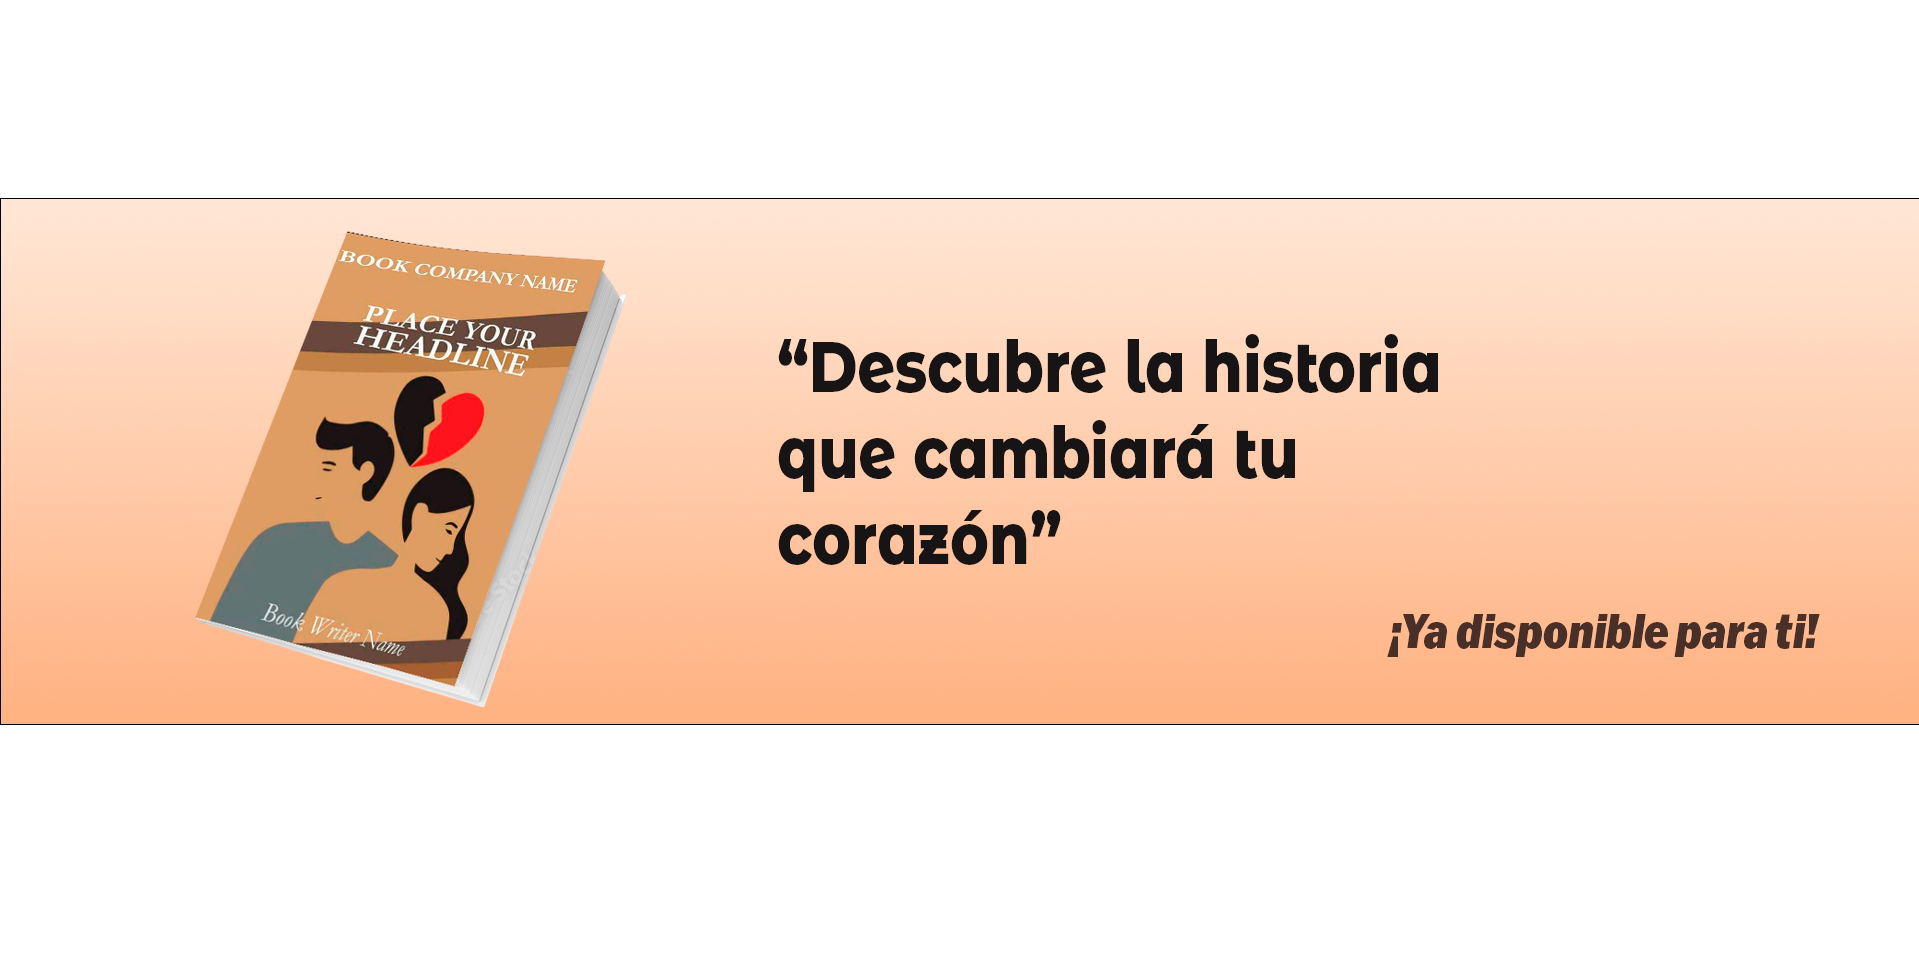 BOOK COMPANY NAME
PLACE YOUR
HEADLINE
Book Writer Name
“Descubre la historia
que cambiará tu
corazón”
¡Ya disponible para ti!